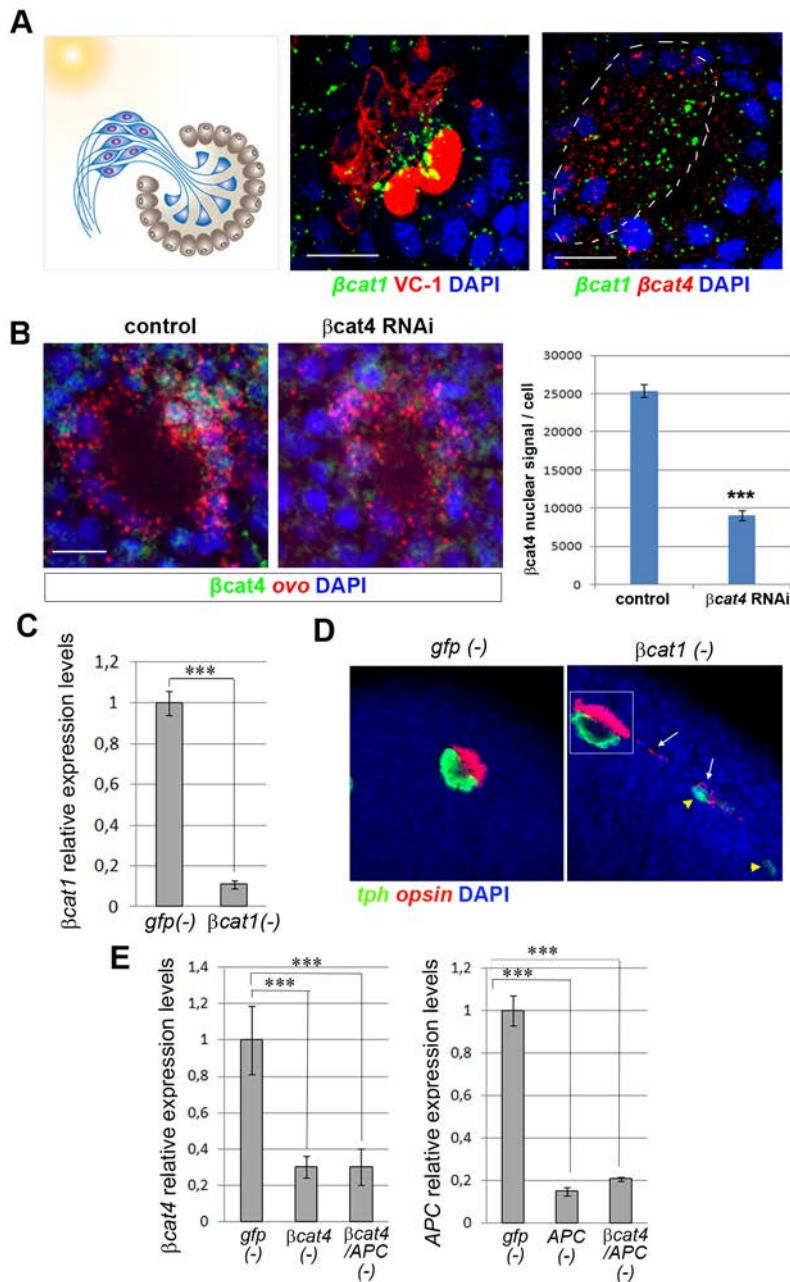 A
βcat1 VC-1 DAPI
βcat1 βcat4 DAPI
B
control
βcat4 RNAi
βcat4 ovo DAPI
βcat4 nuclear signal / cell
30000
25000
20000
15000
10000
5000
0
***
control
βcat4 RNAi
C
βcat1 relative expression levels
1,2
1
0,8
0,6
0,4
0,2
0
***
gfp(-)
βcat1(-)
D
gfp (-)
βcat1 (-)
tph opsin DAPI
E
βcat4 relative expression levels
1,4
1,2
1
0,8
0,6
0,4
0,2
0
***
***
gfp
(-)
βcat4
(-)
βcat4
/APC
(-)
APC relative expression levels
1,2
1
0,8
0,6
0,4
0,2
0
***
***
gfp
(-)
APC
(-)
βcat4
/APC
(-)